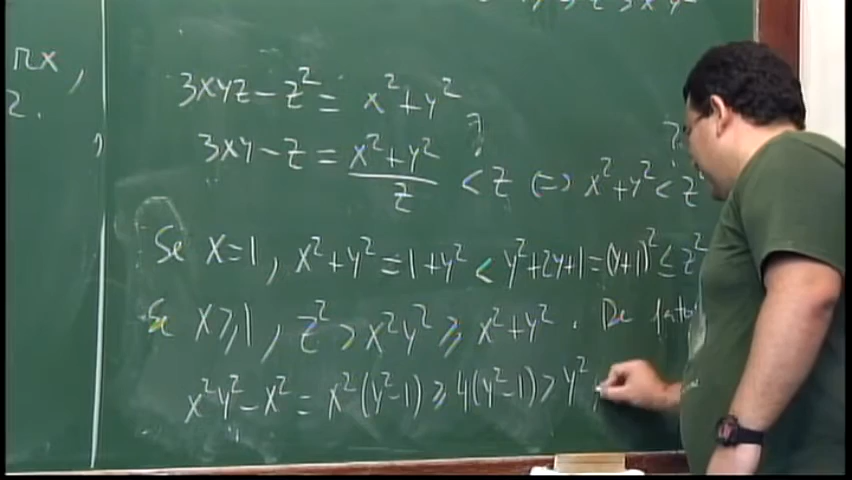 πx,
2.
3xyz-z²= x²+y²
3xy-z = x²+y²/z < z ⟺ x²+y² < z²
?
?
Se x=1, x²+y²=1+y² < y²+2y+1=(y+1)² ≤ z²
Se x≥1, z² > x²y² ≥ x²+y². De fato
x²y²-x² = x²(y²-1) ≥ 4(y²-1) > y²,